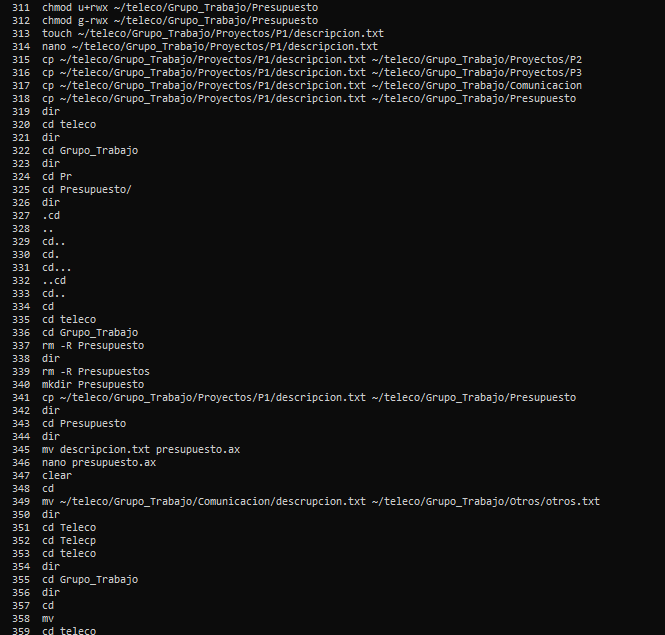 311 chmod u+rwx ~/teleco/Grupo_Trabajo/Presupuesto
312 chmod g-rwx ~/teleco/Grupo_Trabajo/Presupuesto
313 touch ~/teleco/Grupo_Trabajo/Proyectos/P1/descripcion.txt
314 nano ~/teleco/Grupo_Trabajo/Proyectos/P1/descripcion.txt
315 cp ~/teleco/Grupo_Trabajo/Proyectos/P1/descripcion.txt ~/teleco/Grupo_Trabajo/Proyectos/P2
316 cp ~/teleco/Grupo_Trabajo/Proyectos/P1/descripcion.txt ~/teleco/Grupo_Trabajo/Proyectos/P3
317 cp ~/teleco/Grupo_Trabajo/Proyectos/P1/descripcion.txt ~/teleco/Grupo_Trabajo/Comunicacion
318 cp ~/teleco/Grupo_Trabajo/Proyectos/P1/descripcion.txt ~/teleco/Grupo_Trabajo/Presupuesto
319 dir
320 cd teleco
321 dir
322 cd Grupo_Trabajo
323 dir
324 cd Pr
325 cd Presupuesto/
326 dir
327 .cd
328 ..
329 cd..
330 cd.
331 cd...
332 ..cd
333 cd..
334 cd
335 cd teleco
336 cd Grupo_Trabajo
337 rm -R Presupuesto
338 dir
339 rm -R Presupuestos
340 mkdir Presupuesto
341 cp ~/teleco/Grupo_Trabajo/Proyectos/P1/descripcion.txt ~/teleco/Grupo_Trabajo/Presupuesto
342 dir
343 cd Presupuesto
344 dir
345 mv descripcion.txt presupuesto.ax
346 nano presupuesto.ax
347 clear
348 cd
349 mv ~/teleco/Grupo_Trabajo/Comunicacion/descrupcion.txt ~/teleco/Grupo_Trabajo/Otros/otros.txt
350 dir
351 cd Teleco
352 cd Telecp
353 cd teleco
354 dir
355 cd Grupo_Trabajo
356 dir
357 cd
358 mv
359 cd teleco